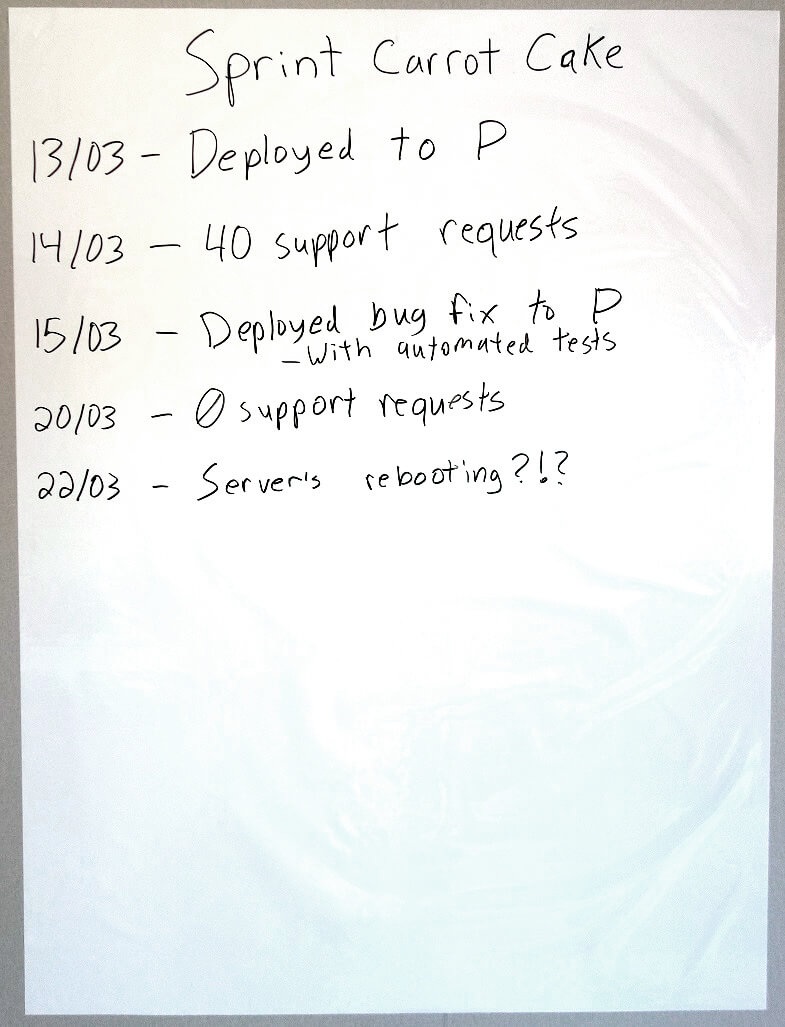 Sprint Carrot Cake
13/03 - Deployed to P
14/03 - 40 support requests
15/03 - Deployed bug fix to P
- With automated tests
20/03 - 0 support requests
22/03 - Server's rebooting?!?